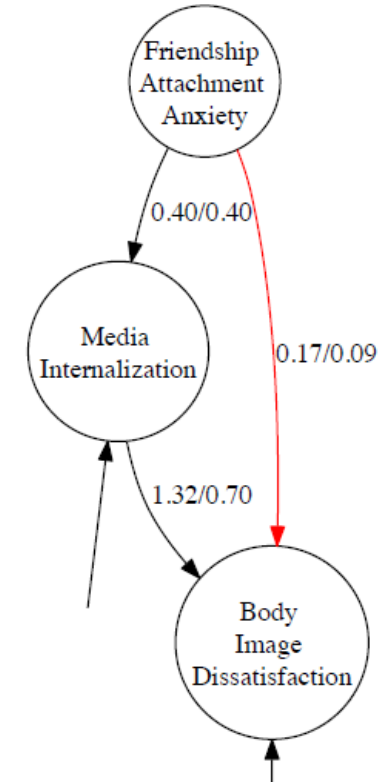 Friendship
Attachment
Anxiety
0.40/0.40
Media
Internalization
0.17/0.09
1.32/0.70
Body
Image
Dissatisfaction